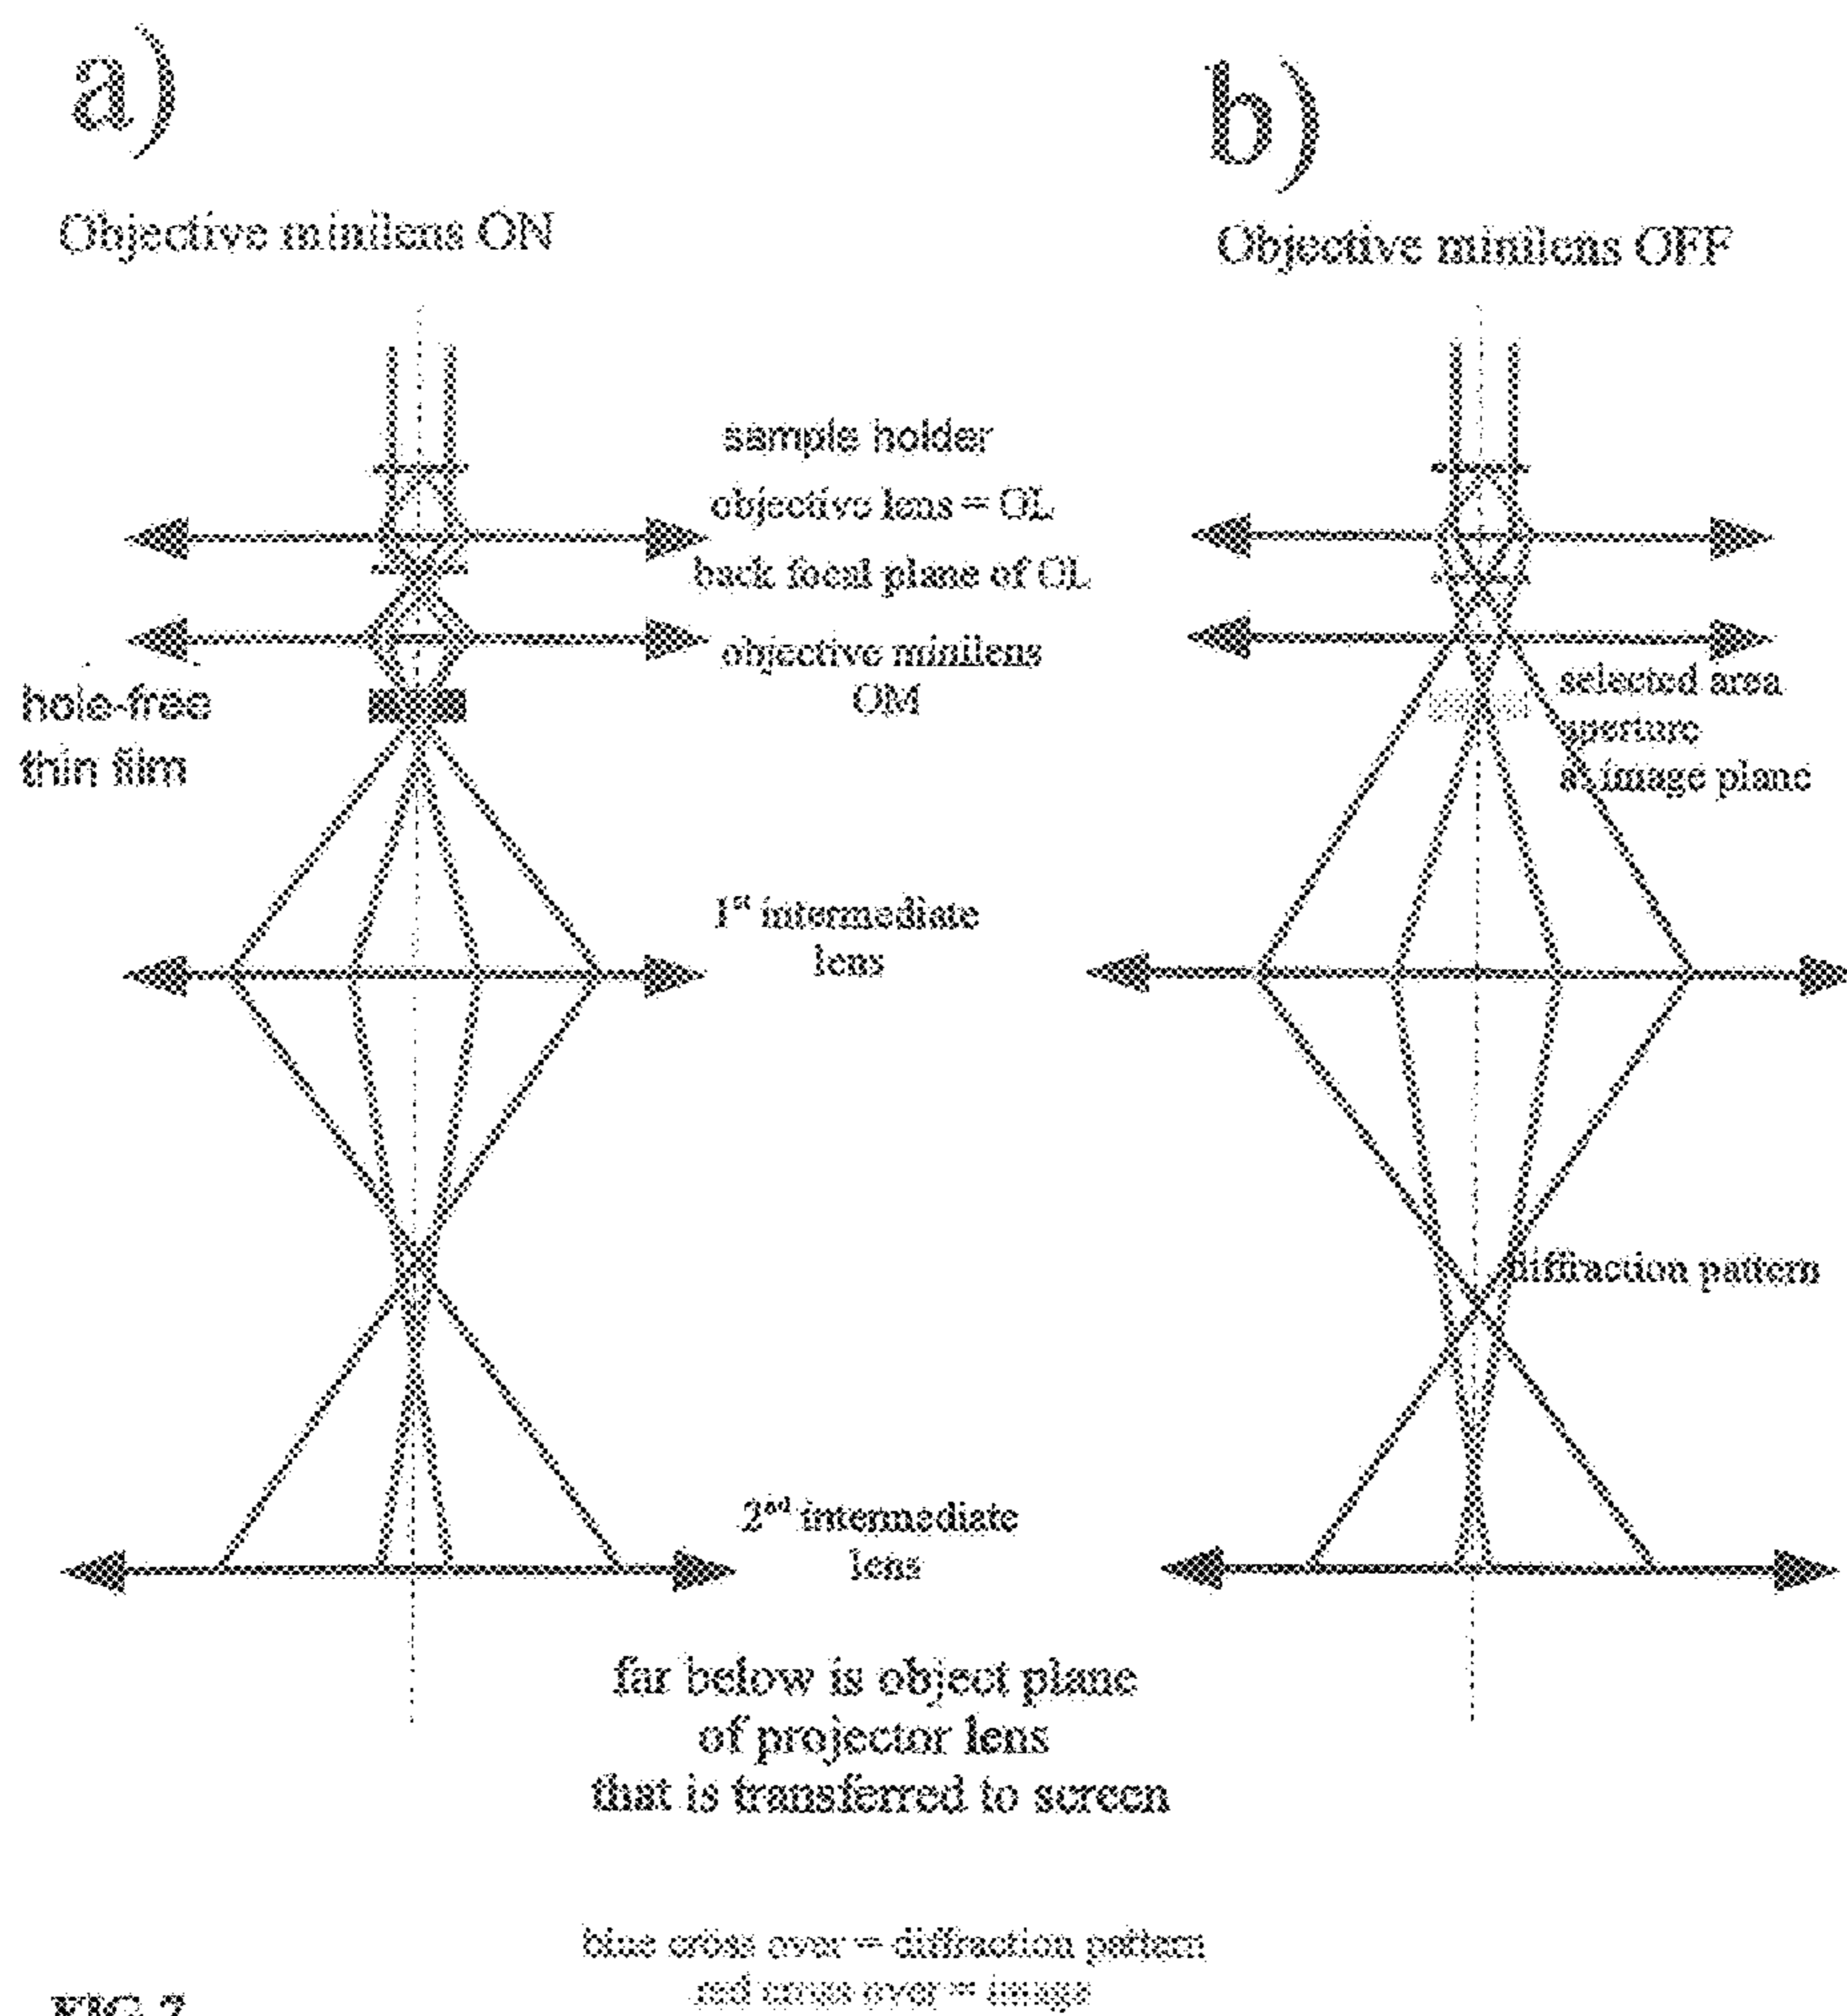 a)
b)
Objective minilens ON
Objective minilens OFF
sample holder
objective lens = OL
back focal plane of OL
objective minilens
OM
hole-free
thin film
selected area
aperture
at image plane
1st intermediate
lens
diffraction pattern
2nd intermediate
lens
far below is object plane
of projector lens
that is transferred to screen
blue cross over = diffraction pattern
red cross over = image